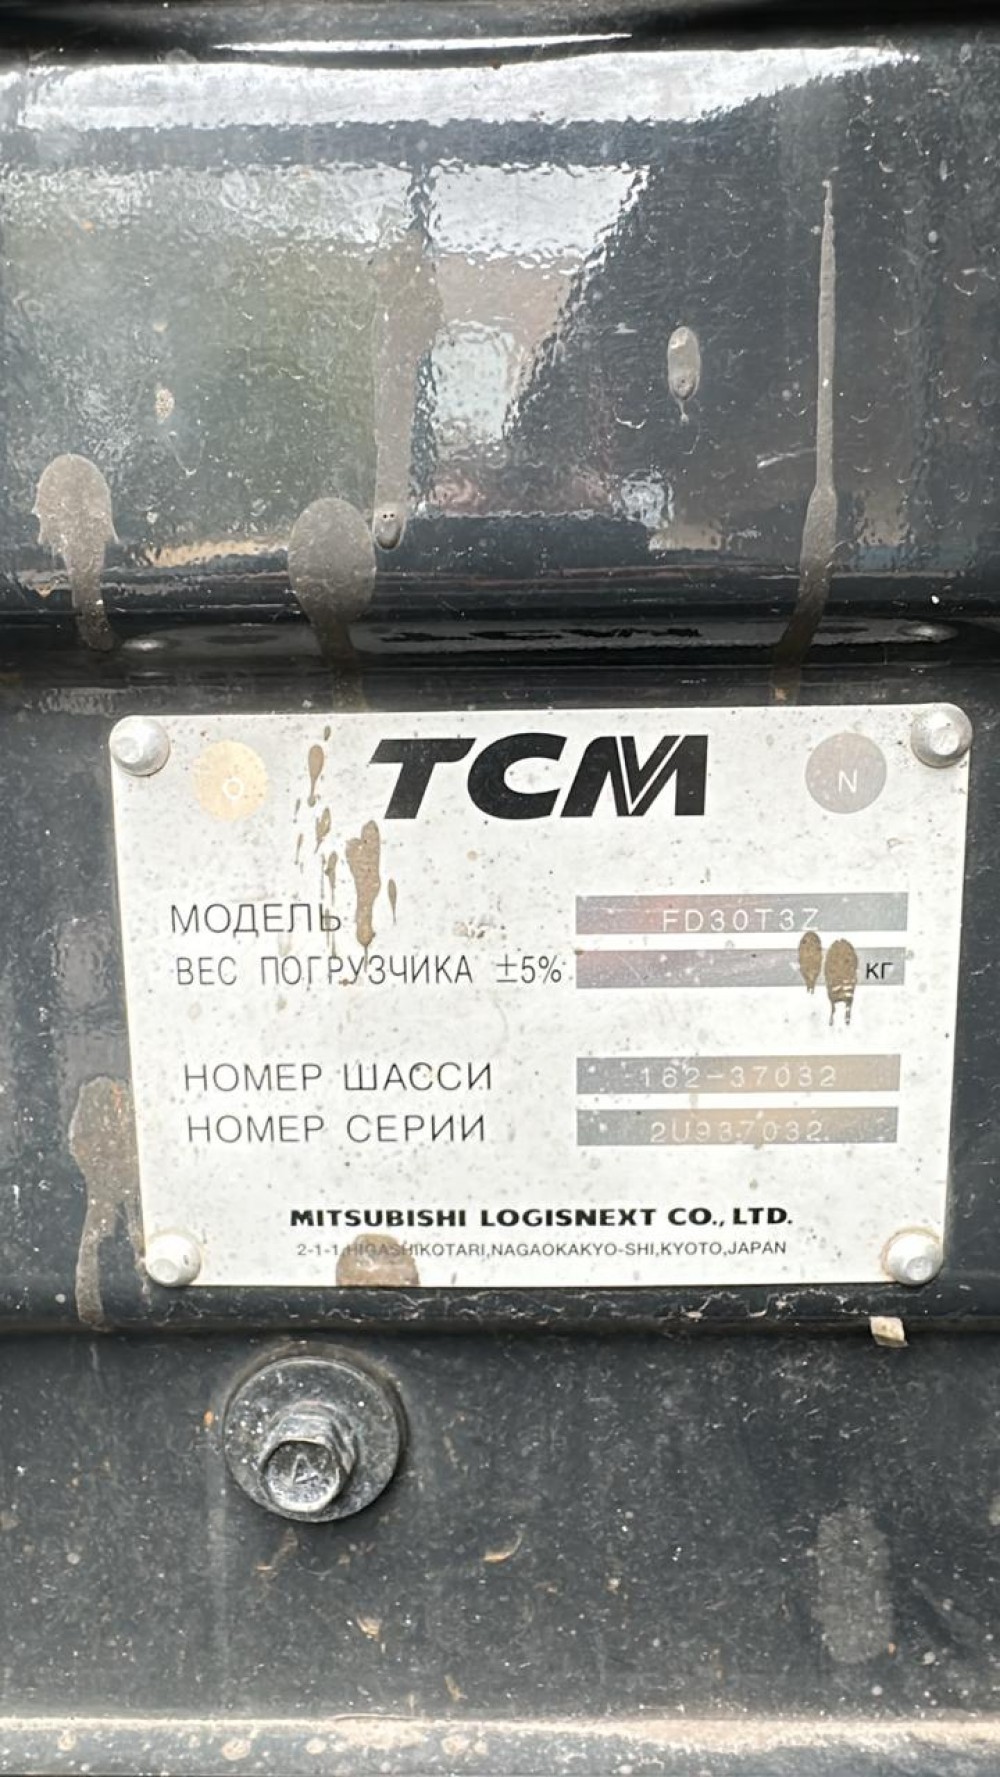 TCM
O
N
МОДЕЛЬ FD30T3Z
ВЕС ПОГРУЗЧИКА ±5% КГ
НОМЕР ШАССИ 162-37032
НОМЕР СЕРИИ 2U937032
MITSUBISHI LOGISNEXT CO., LTD.
2-1-1,HIGASHIKOTARI,NAGAOKAKYO-SHI,KYOTO,JAPAN